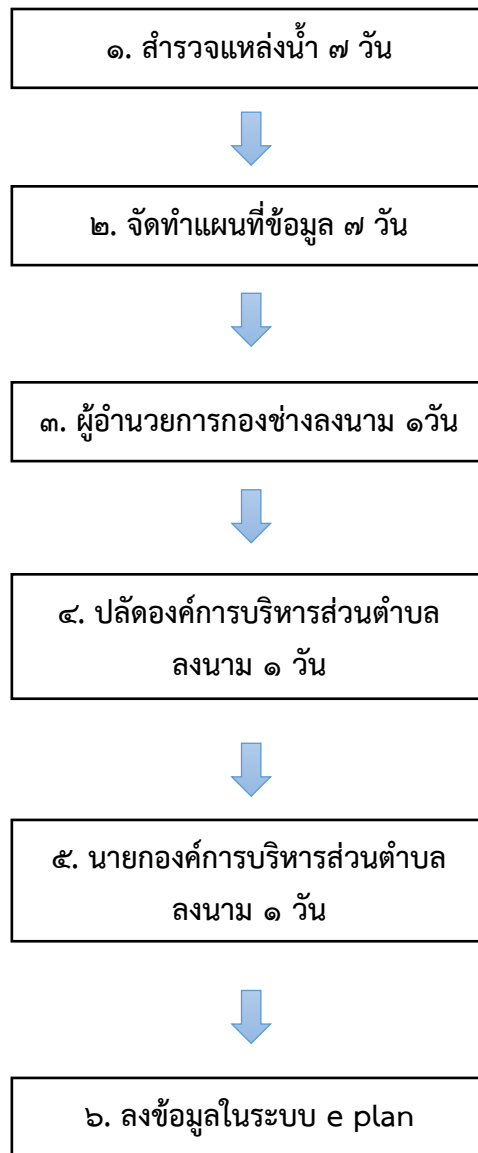 ๑. สำรวจแหล่งน้ำ ๗ วัน
๒. จัดทำแผนที่ข้อมูล ๗ วัน
๓. ผู้อำนวยการกองช่างลงนาม ๑วัน
๔. ปลัดองค์การบริหารส่วนตำบล
ลงนาม ๑ วัน
๕. นายกองค์การบริหารส่วนตำบล
ลงนาม ๑ วัน
๖. ลงข้อมูลในระบบ e plan